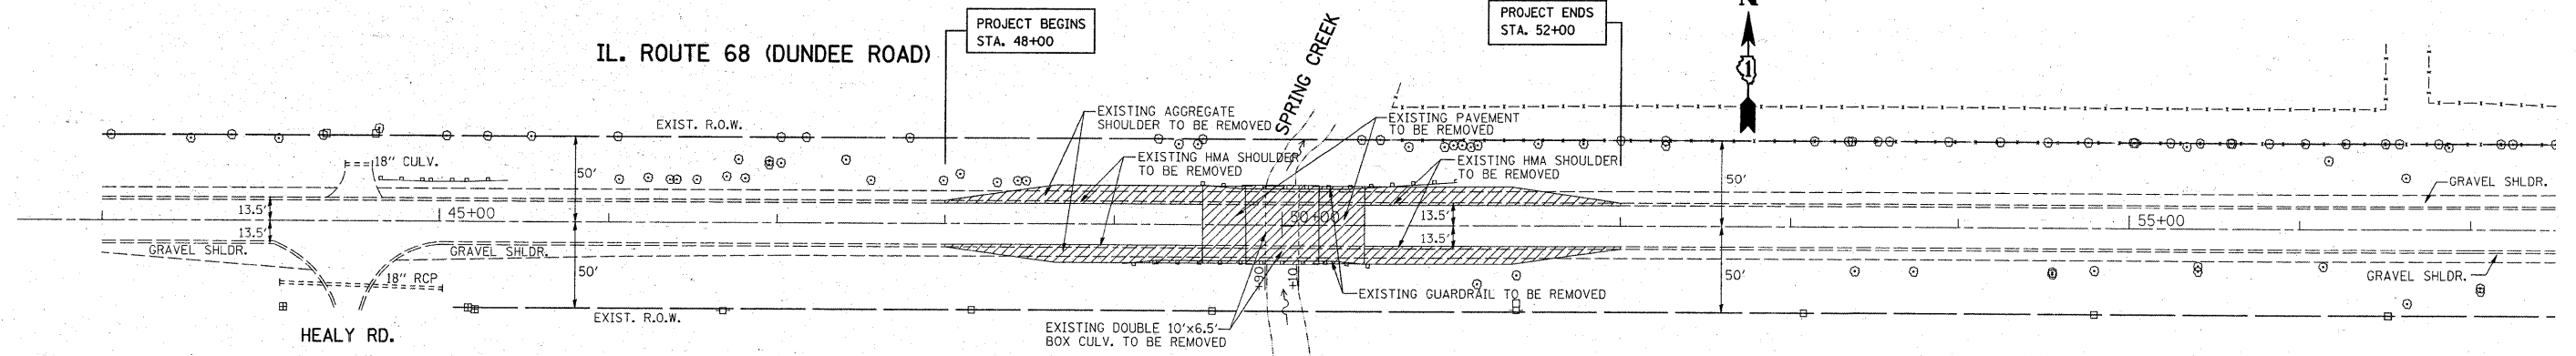 N
PROJECT BEGINS
STA. 48+00
PROJECT ENDS
STA. 52+00
IL. ROUTE 68 (DUNDEE ROAD)
SPRING CREEK
EXISTING AGGREGATE
SHOULDER TO BE REMOVED
EXISTING PAVEMENT
TO BE REMOVED
EXIST. R.O.W.
18" CULV.
EXISTING HMA SHOULDER
TO BE REMOVED
EXISTING HMA SHOULDER
TO BE REMOVED
50'
50'
GRAVEL SHLDR.
13.5'
45+00
50+00
13.5'
55+00
13.5'
13.5'
GRAVEL SHLDR.
GRAVEL SHLDR.
50'
50'
GRAVEL SHLDR.
18" RCP
+90
+10
EXISTING GUARDRAIL TO BE REMOVED
EXIST. R.O.W.
HEALY RD.
EXISTING DOUBLE 10'x6.5'
BOX CULV. TO BE REMOVED